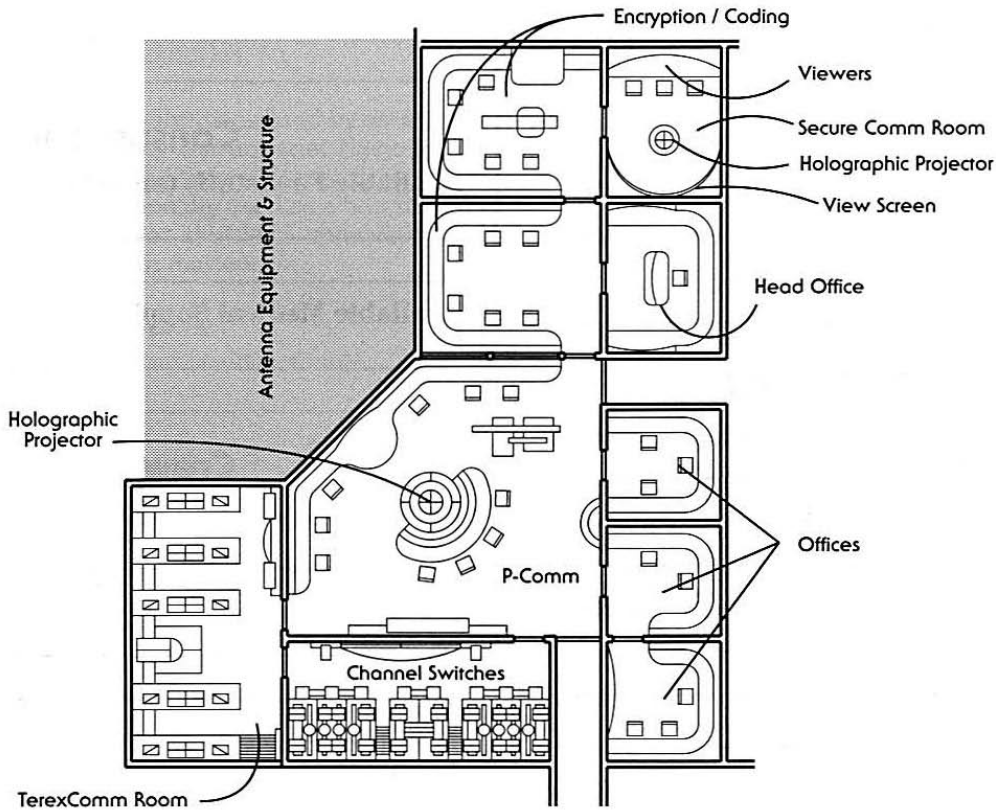 Encryption / Coding
Viewers
Secure Comm Room
Holographic Projector
View Screen
Antenna Equipment & Structure
Head Office
Holographic
Projector
Offices
P-Comm
Channel Switches
TerexComm Room